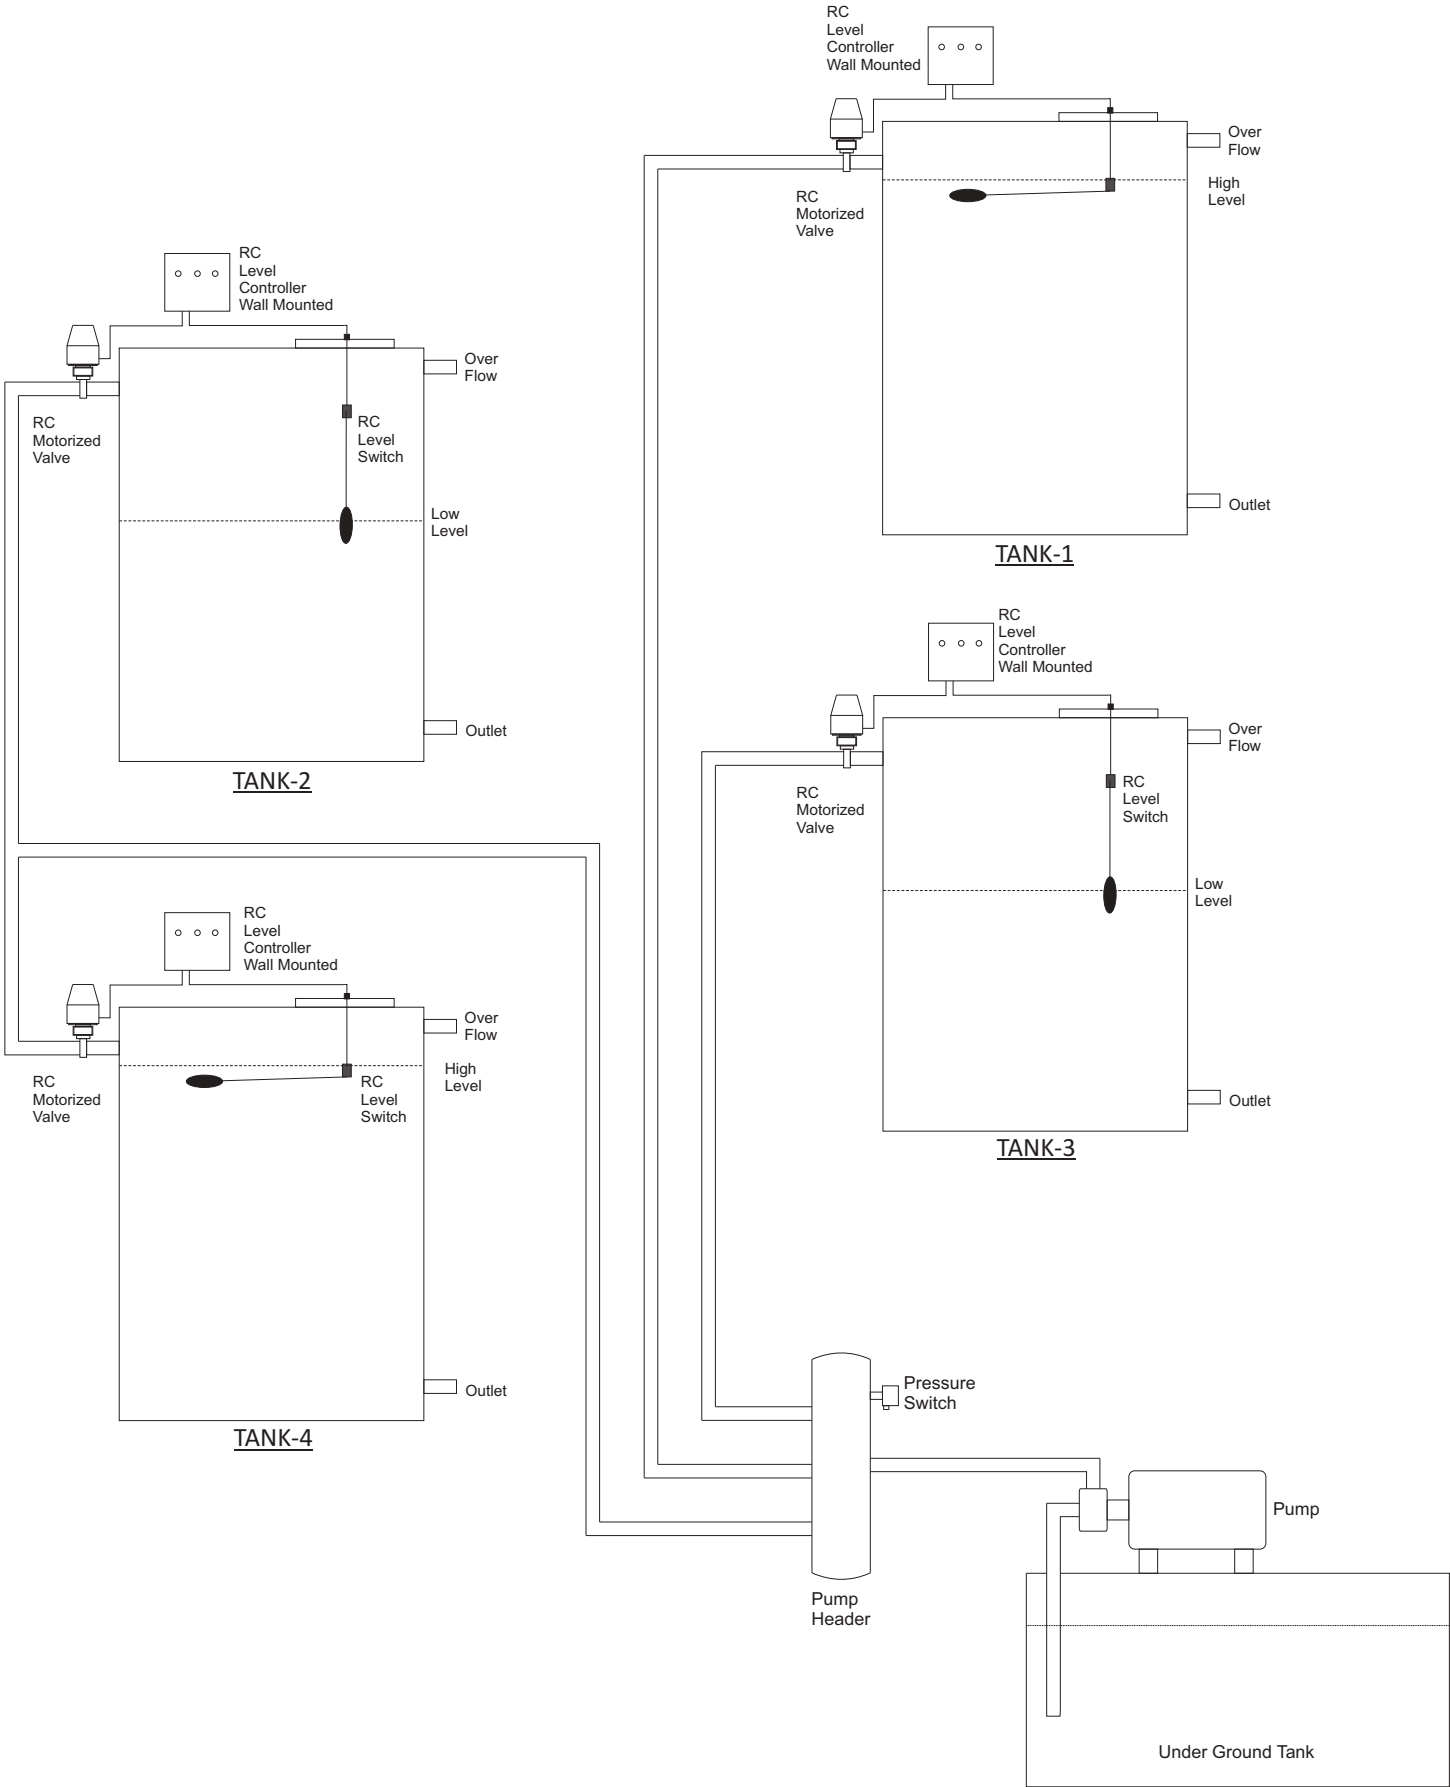 RC
Level
Controller
Wall Mounted
Over
Flow
High
Level
RC
Motorized
Valve
Outlet
TANK-1
RC
Level
Controller
Wall Mounted
Over
Flow
RC
Motorized
Valve
RC
Level
Switch
Low
Level
Outlet
TANK-2
RC
Level
Controller
Wall Mounted
Over
Flow
RC
Motorized
Valve
RC
Level
Switch
Low
Level
Outlet
TANK-3
RC
Level
Controller
Wall Mounted
Over
Flow
High
Level
RC
Motorized
Valve
RC
Level
Switch
Outlet
TANK-4
Pressure
Switch
Pump
Pump
Header
Under Ground Tank